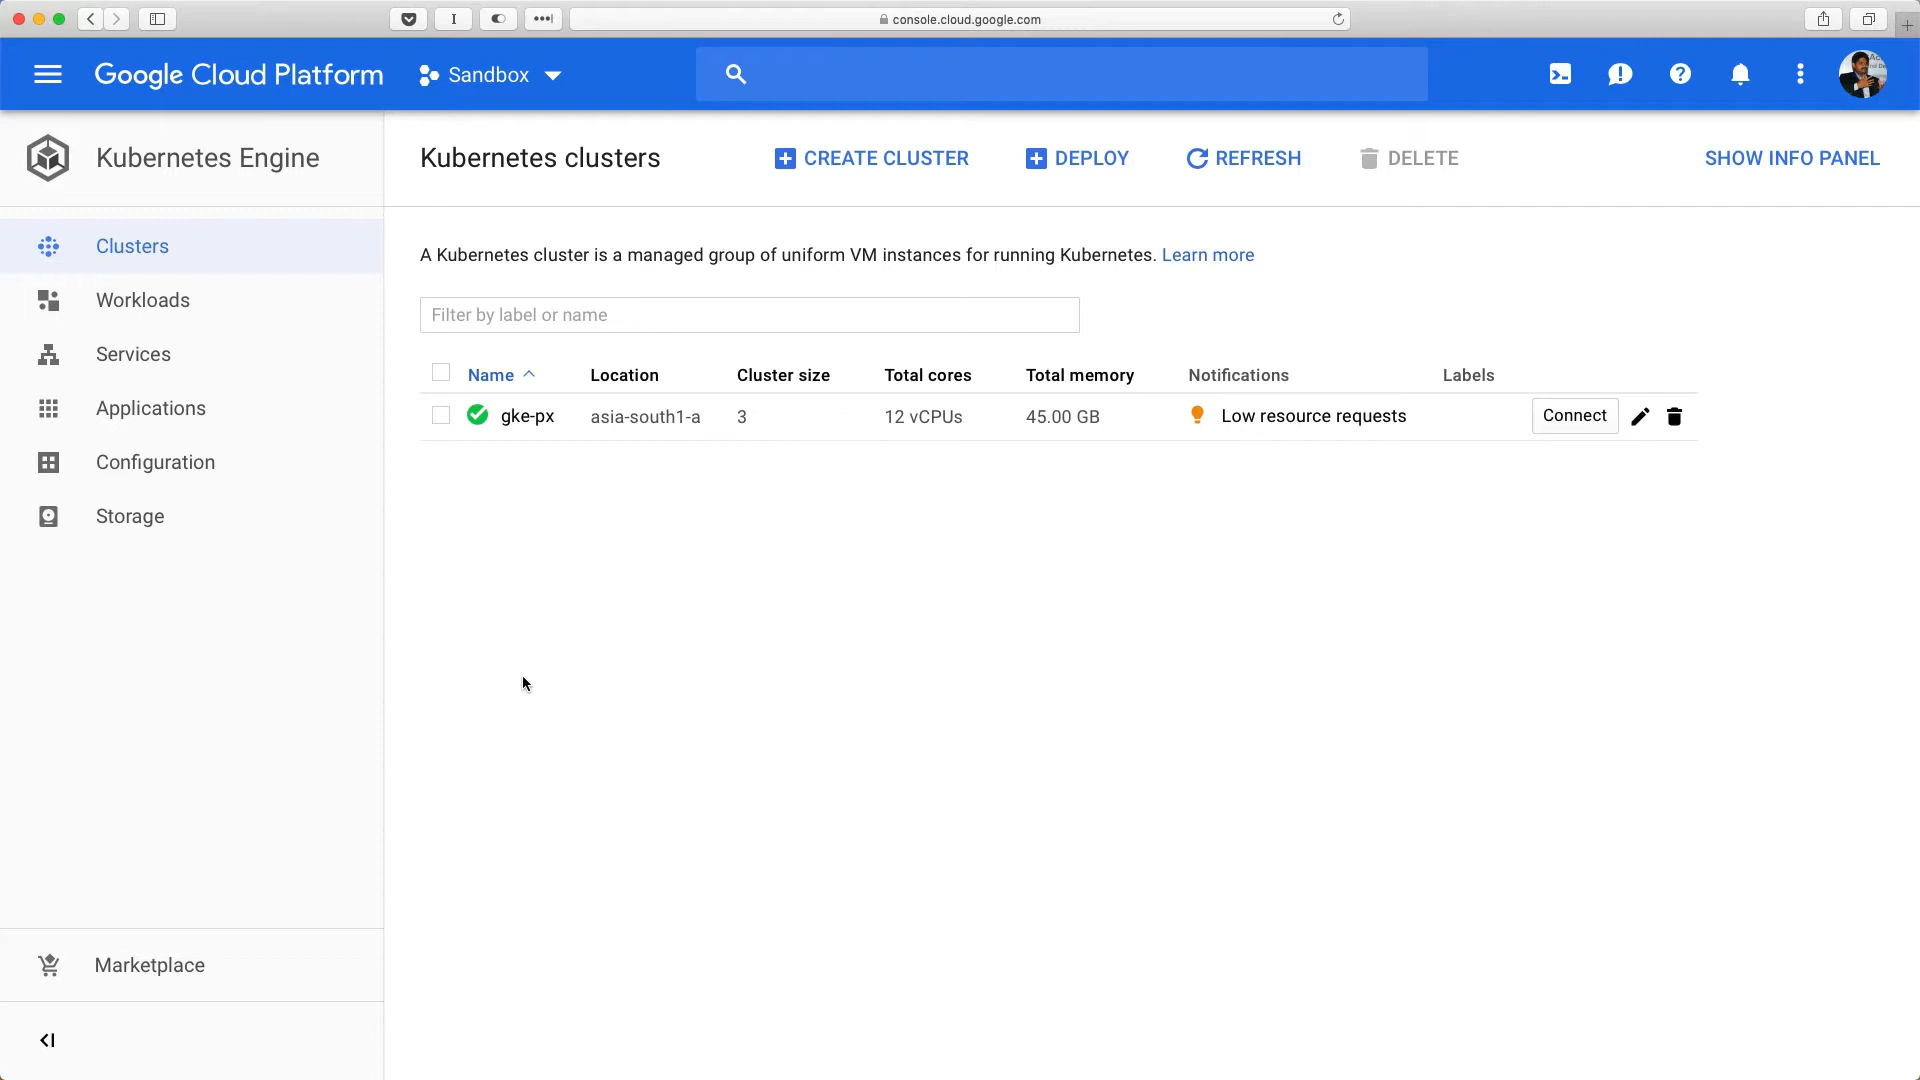 console.cloud.google.com
Google Cloud Platform
Sandbox
Kubernetes Engine
Kubernetes clusters
CREATE CLUSTER
DEPLOY
REFRESH
DELETE
SHOW INFO PANEL
Clusters
Workloads
Services
Applications
Configuration
Storage
Marketplace
A Kubernetes cluster is a managed group of uniform VM instances for running Kubernetes. Learn more
Filter by label or name
Name Location Cluster size Total cores Total memory Notifications Labels
gke-px asia-south1-a 3 12 vCPUs 45.00 GB Low resource requests Connect